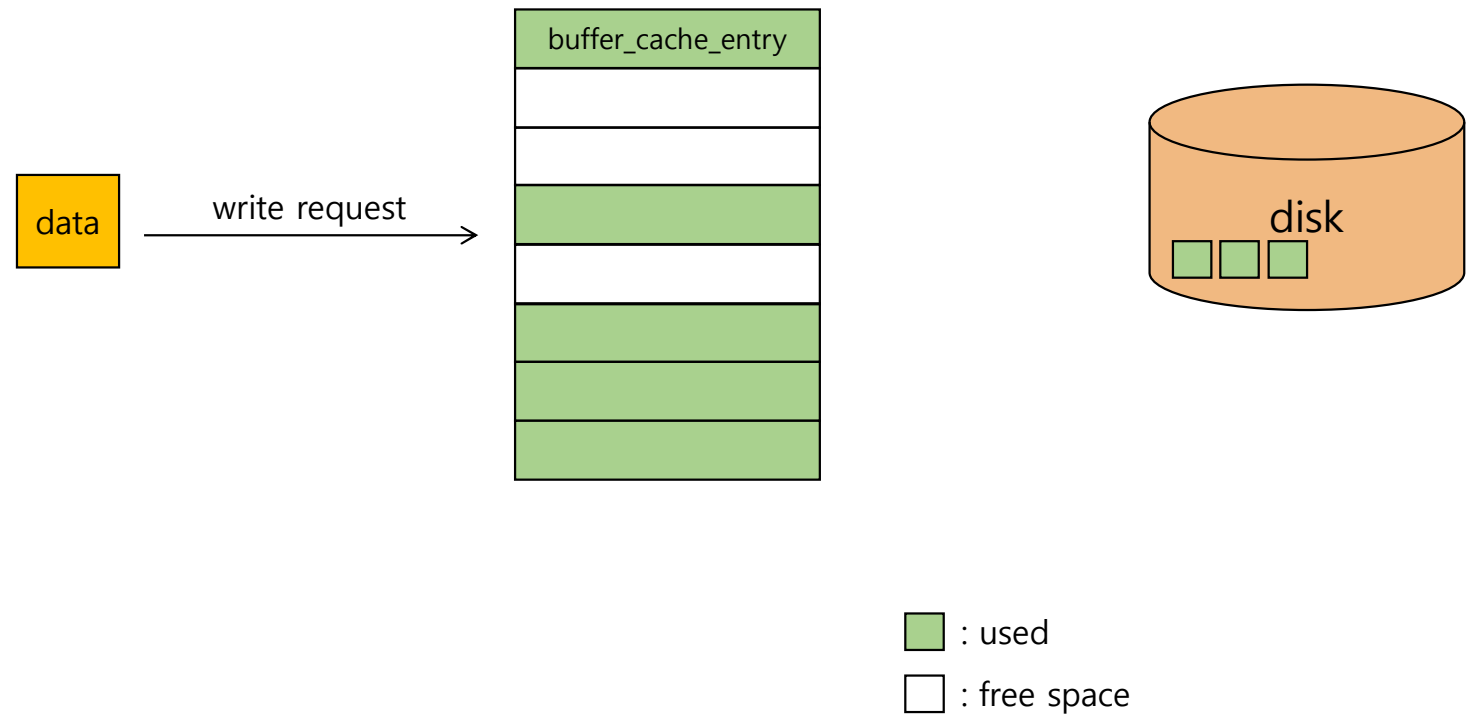 buffer_cache_entry
data
write request
disk
: used
: free space